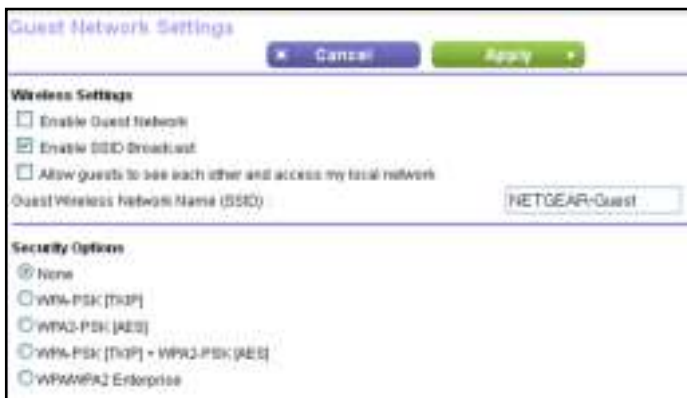 Guest Network Settings
Cancel
Apply
Wireless Settings
Enable Guest Network
Enable SSID Broadcast
Allow guests to see each other and access my local network
Guest Wireless Network Name (SSID)
NETGEAR-Guest
Security Options
None
WPA-PSK [TKIP]
WPA2-PSK [AES]
WPA-PSK [TKIP] + WPA2-PSK [AES]
WPA/WPA2 Enterprise